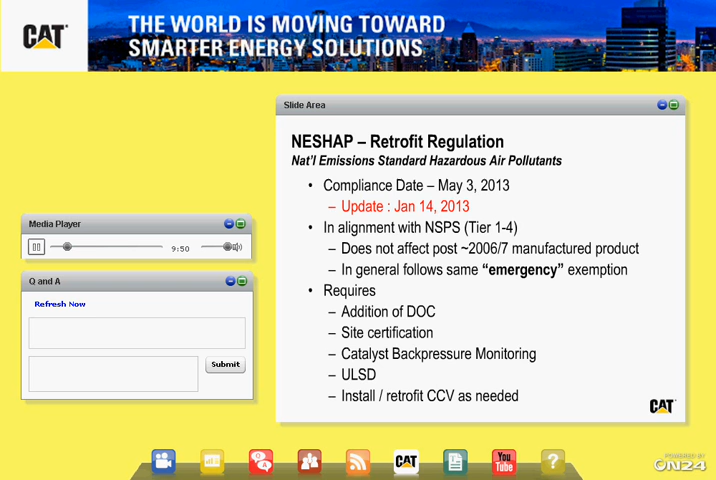 CAT
THE WORLD IS MOVING TOWARD
SMARTER ENERGY SOLUTIONS
Slide Area
NESHAP – Retrofit Regulation
Nat'l Emissions Standard Hazardous Air Pollutants
• Compliance Date – May 3, 2013
– Update : Jan 14, 2013
• In alignment with NSPS (Tier 1-4)
– Does not affect post ~2006/7 manufactured product
– In general follows same “emergency” exemption
• Requires
– Addition of DOC
– Site certification
– Catalyst Backpressure Monitoring
– ULSD
– Install / retrofit CCV as needed
CAT
Media Player
9:50
Q and A
Refresh Now
Submit
Q A
CAT
You
Tube
?
POWERED BY
ON24